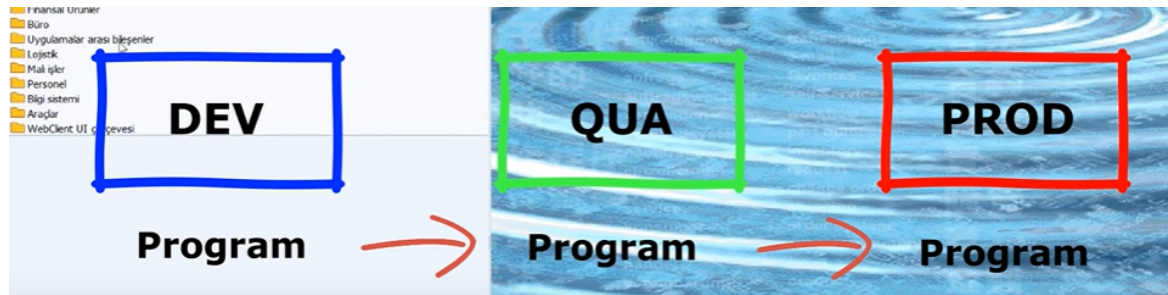 Finansal Ürünler
Büro
Uygulamalar arası bileşenler
Lojistik
Mali işler
Personel
Bilgi sistemi
Araçlar
WebClient UI çerçevesi
DEV
QUA
PROD
Program
Program
Program